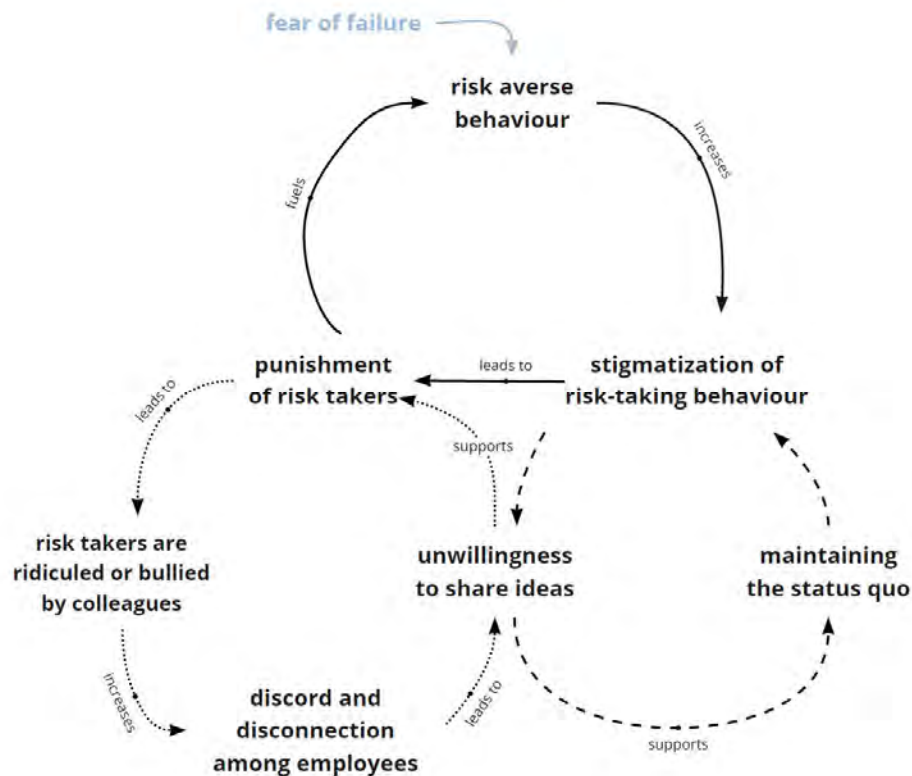 fear of failure
risk averse
behaviour
increases
fuels
punishment
of risk takers
leads to
stigmatization of
risk-taking behaviour
leads to
supports
risk takers are
ridiculed or bullied
by colleagues
unwillingness
to share ideas
maintaining
the status quo
increases
discord and
disconnection
among employees
leads to
supports